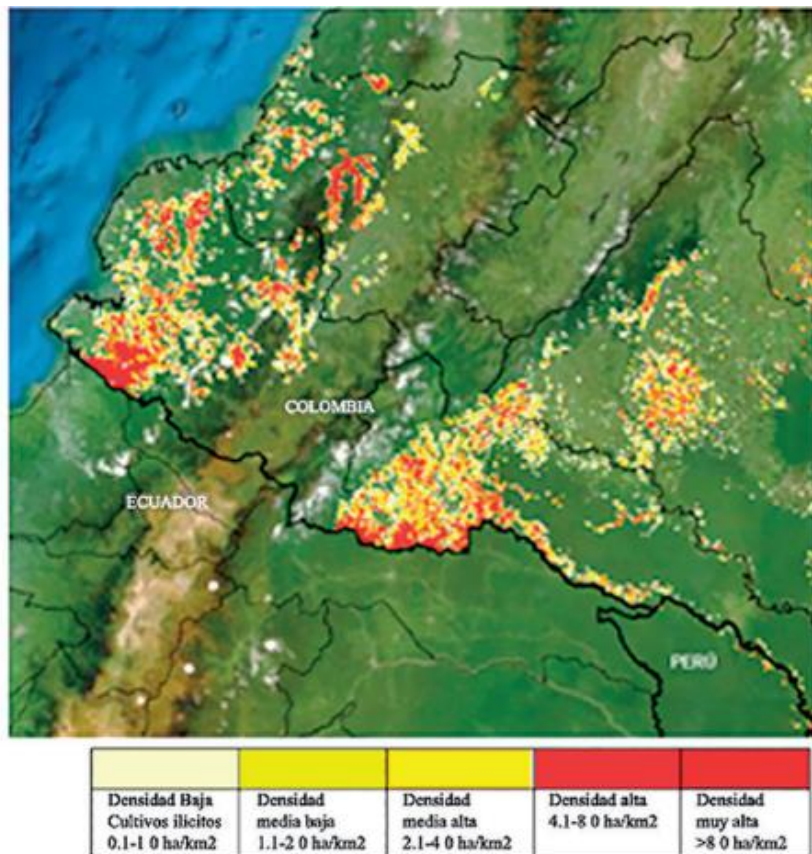 COLOMBIA
ECUADOR
PERÚ
Densidad Baja
Cultivos ilicitos
0.1-1 0 ha/km2
Densidad
media baja
1.1-2 0 ha/km2
Densidad
media alta
2.1-4 0 ha/km2
Densidad alta
4.1-8 0 ha/km2
Densidad
muy alta
>8 0 ha/km2